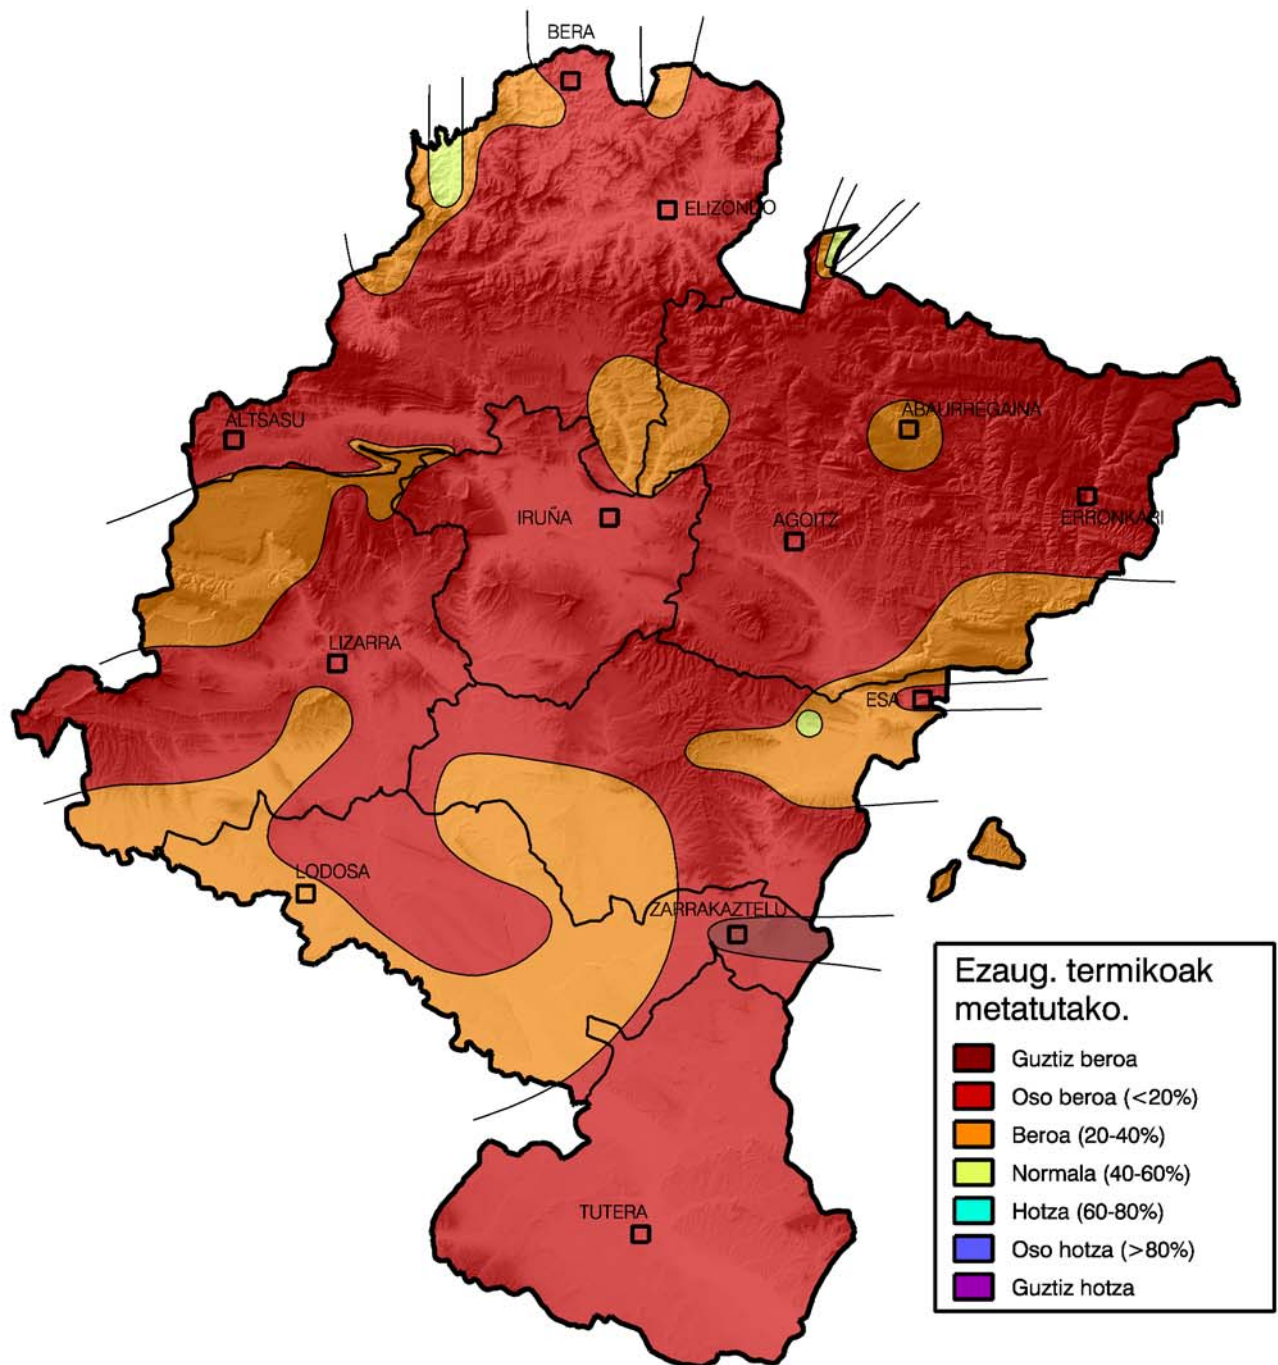 BERA
ELIZONDO
ALTSASU
ABAURREGAINA
IRUÑA
AGOITZ
ERRONKARI
LIZARRA
ESA
LODOSA
ZARRAKAZTELU
TUTERA
Ezaug. termikoak
metatutako.
Guztiz beroa
Oso beroa (<20%)
Beroa (20-40%)
Normala (40-60%)
Hotza (60-80%)
Oso hotza (>80%)
Guztiz hotza